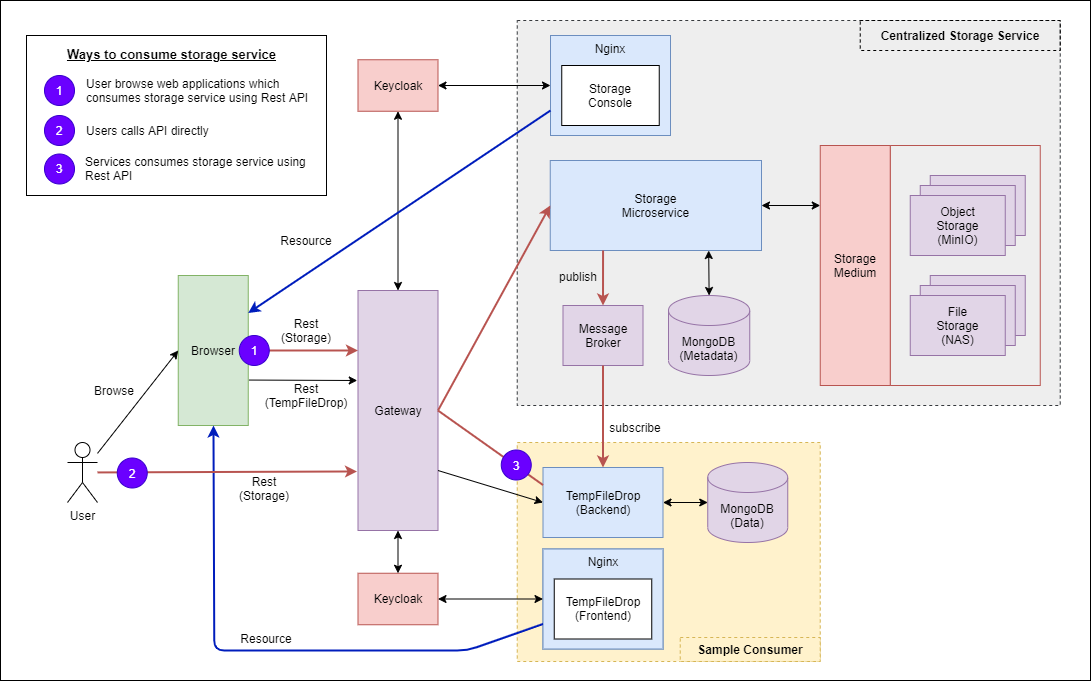 Ways to consume storage service
1
User browse web applications which
consumes storage service using Rest API
2
Users calls API directly
3
Services consumes storage service using
Rest API
Keycloak
Nginx
Storage
Console
Centralized Storage Service
Storage
Microservice
Storage
Medium
Object
Storage
(MinIO)
File
Storage
(NAS)
publish
Message
Broker
MongoDB
(Metadata)
subscribe
Resource
Browser
1
Rest
(Storage)
Rest
(TempFileDrop)
Gateway
Browse
User
2
Rest
(Storage)
3
TempFileDrop
(Backend)
MongoDB
(Data)
Keycloak
Nginx
TempFileDrop
(Frontend)
Resource
Sample Consumer